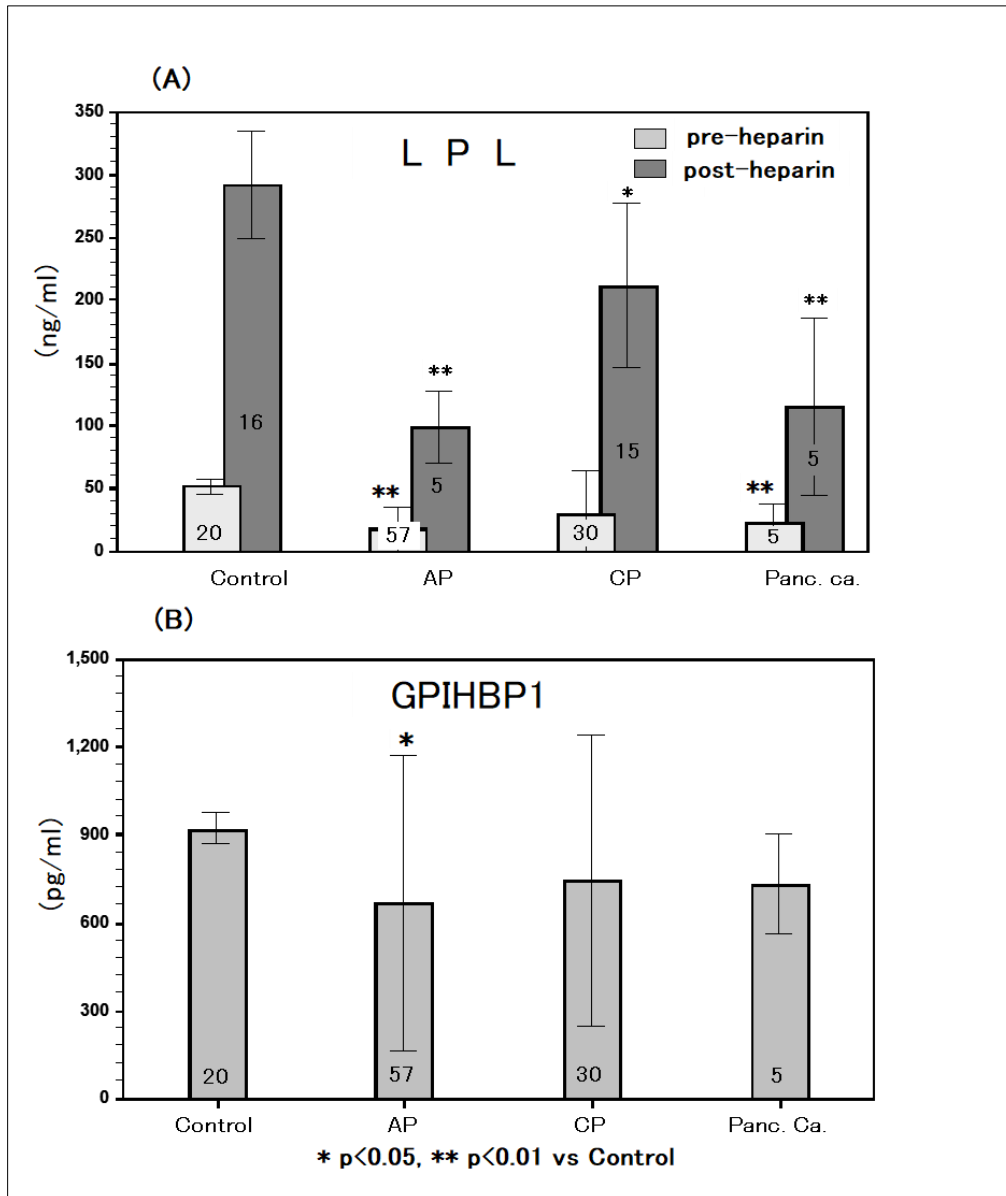 (A)
350
L P L
pre-heparin
post-heparin
300
*
250
(ng/ml)
200
**
150
**
100
16
15
5
5
50
**
**
20
57
30
5
0
Control AP CP Panc. ca.
(B)
1,500
GPIHBP1
1,200
*
900
(pg/ml)
600
300
20 57 30 5
0
Control AP CP Panc. Ca.
* p<0.05, ** p<0.01 vs Control